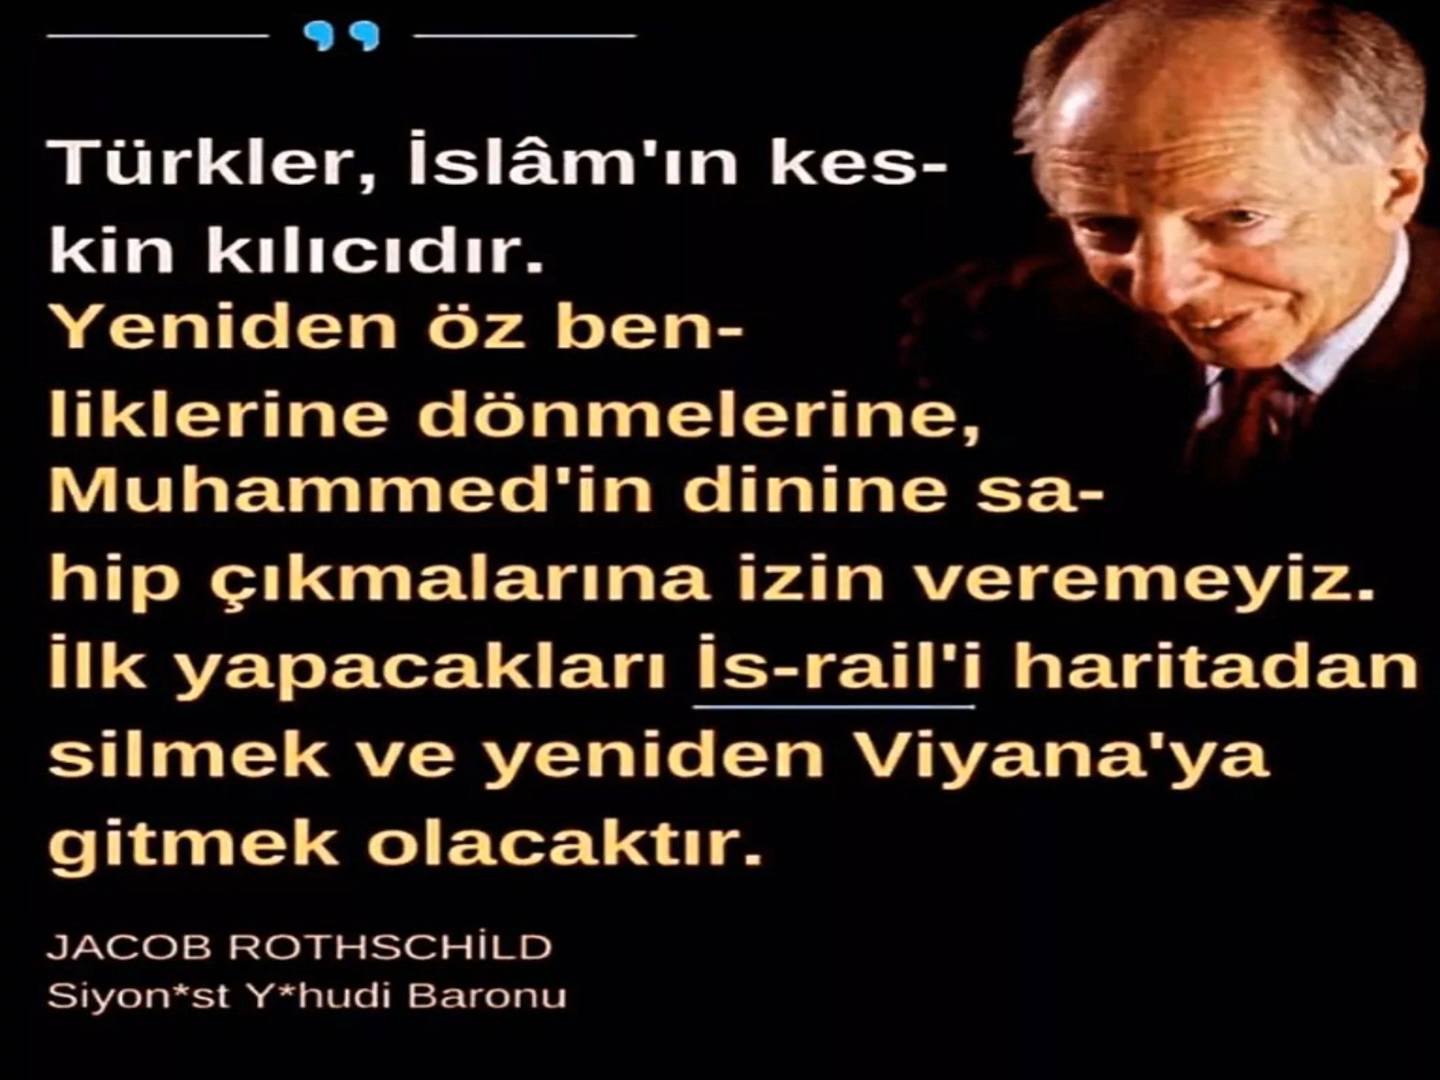 Türkler, İslâm'ın kes-
kin kılıcıdır.
Yeniden öz ben-
liklerine dönmelerine,
Muhammed'in dinine sa-
hip çıkmalarına izin veremeyiz.
İlk yapacakları İs-rail'i haritadan
silmek ve yeniden Viyana'ya
gitmek olacaktır.
JACOB ROTHSCHİLD
Siyon*st Y*hudi Baronu